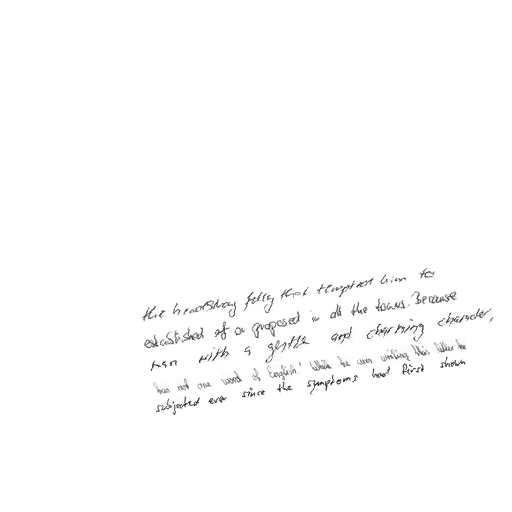 the headstrong folly that tempted him to
established if a proposed in all the towns. Because
man with a gentle and charming character,
has not one word of English.' While he was writing this letter he
subjected ever since the symptoms had first shown